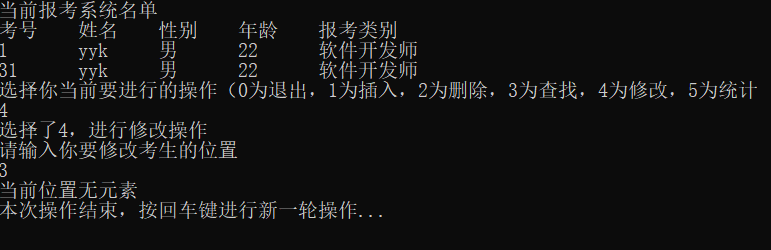 当前报考系统名单
考号 姓名 性别 年龄 报考类别
1 yyk 男 22 软件开发师
31 yyk 男 22 软件开发师
选择你当前要进行的操作（0为退出，1为插入，2为删除，3为查找，4为修改，5为统计
4
选择了4，进行修改操作
请输入你要修改考生的位置
3
当前位置无元素
本次操作结束，按回车键进行新一轮操作...